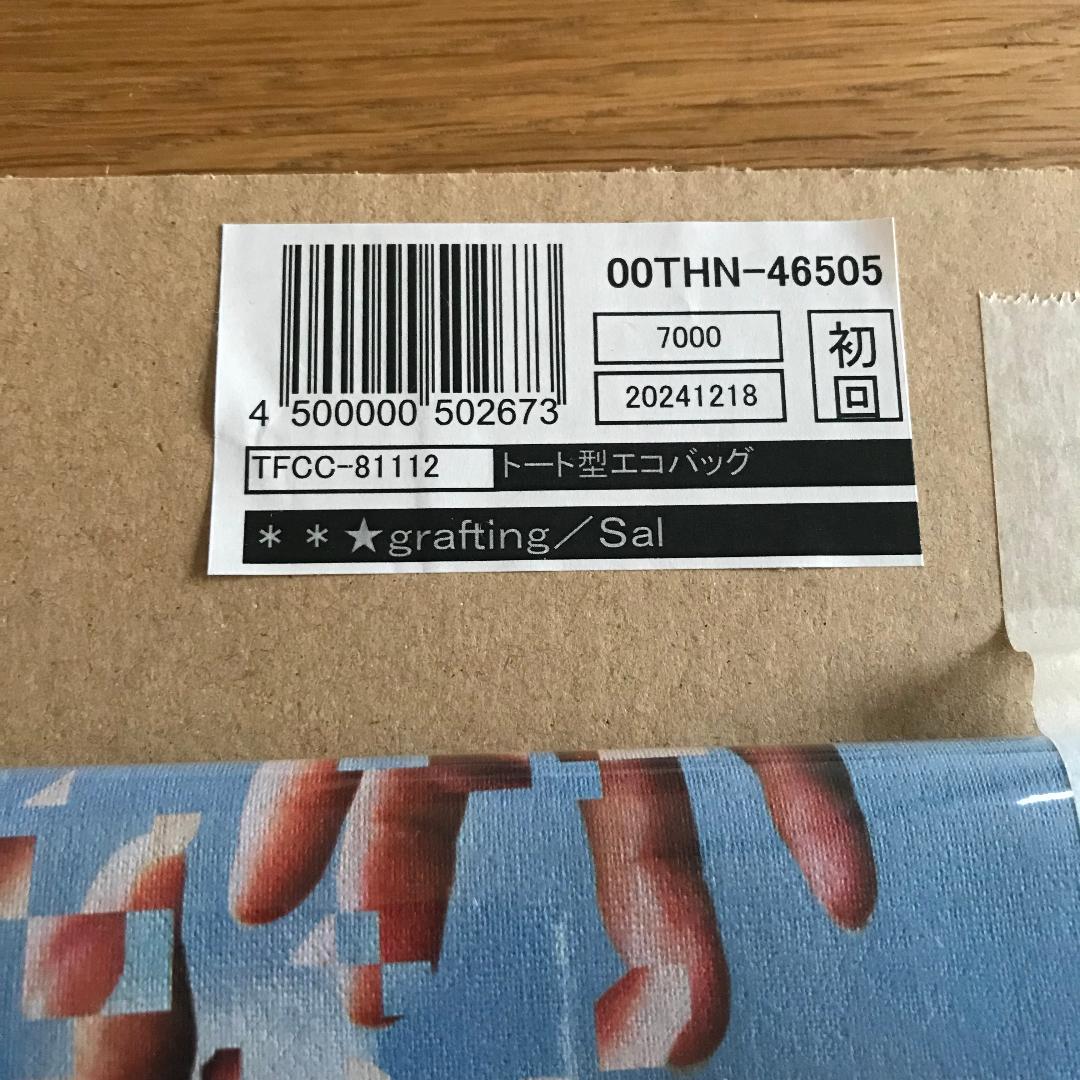 00THN-46505
7000
初回
20241218
4 500000 502673
TFCC-81112 トート型エコバッグ
＊ ＊ ★grafting／Sal